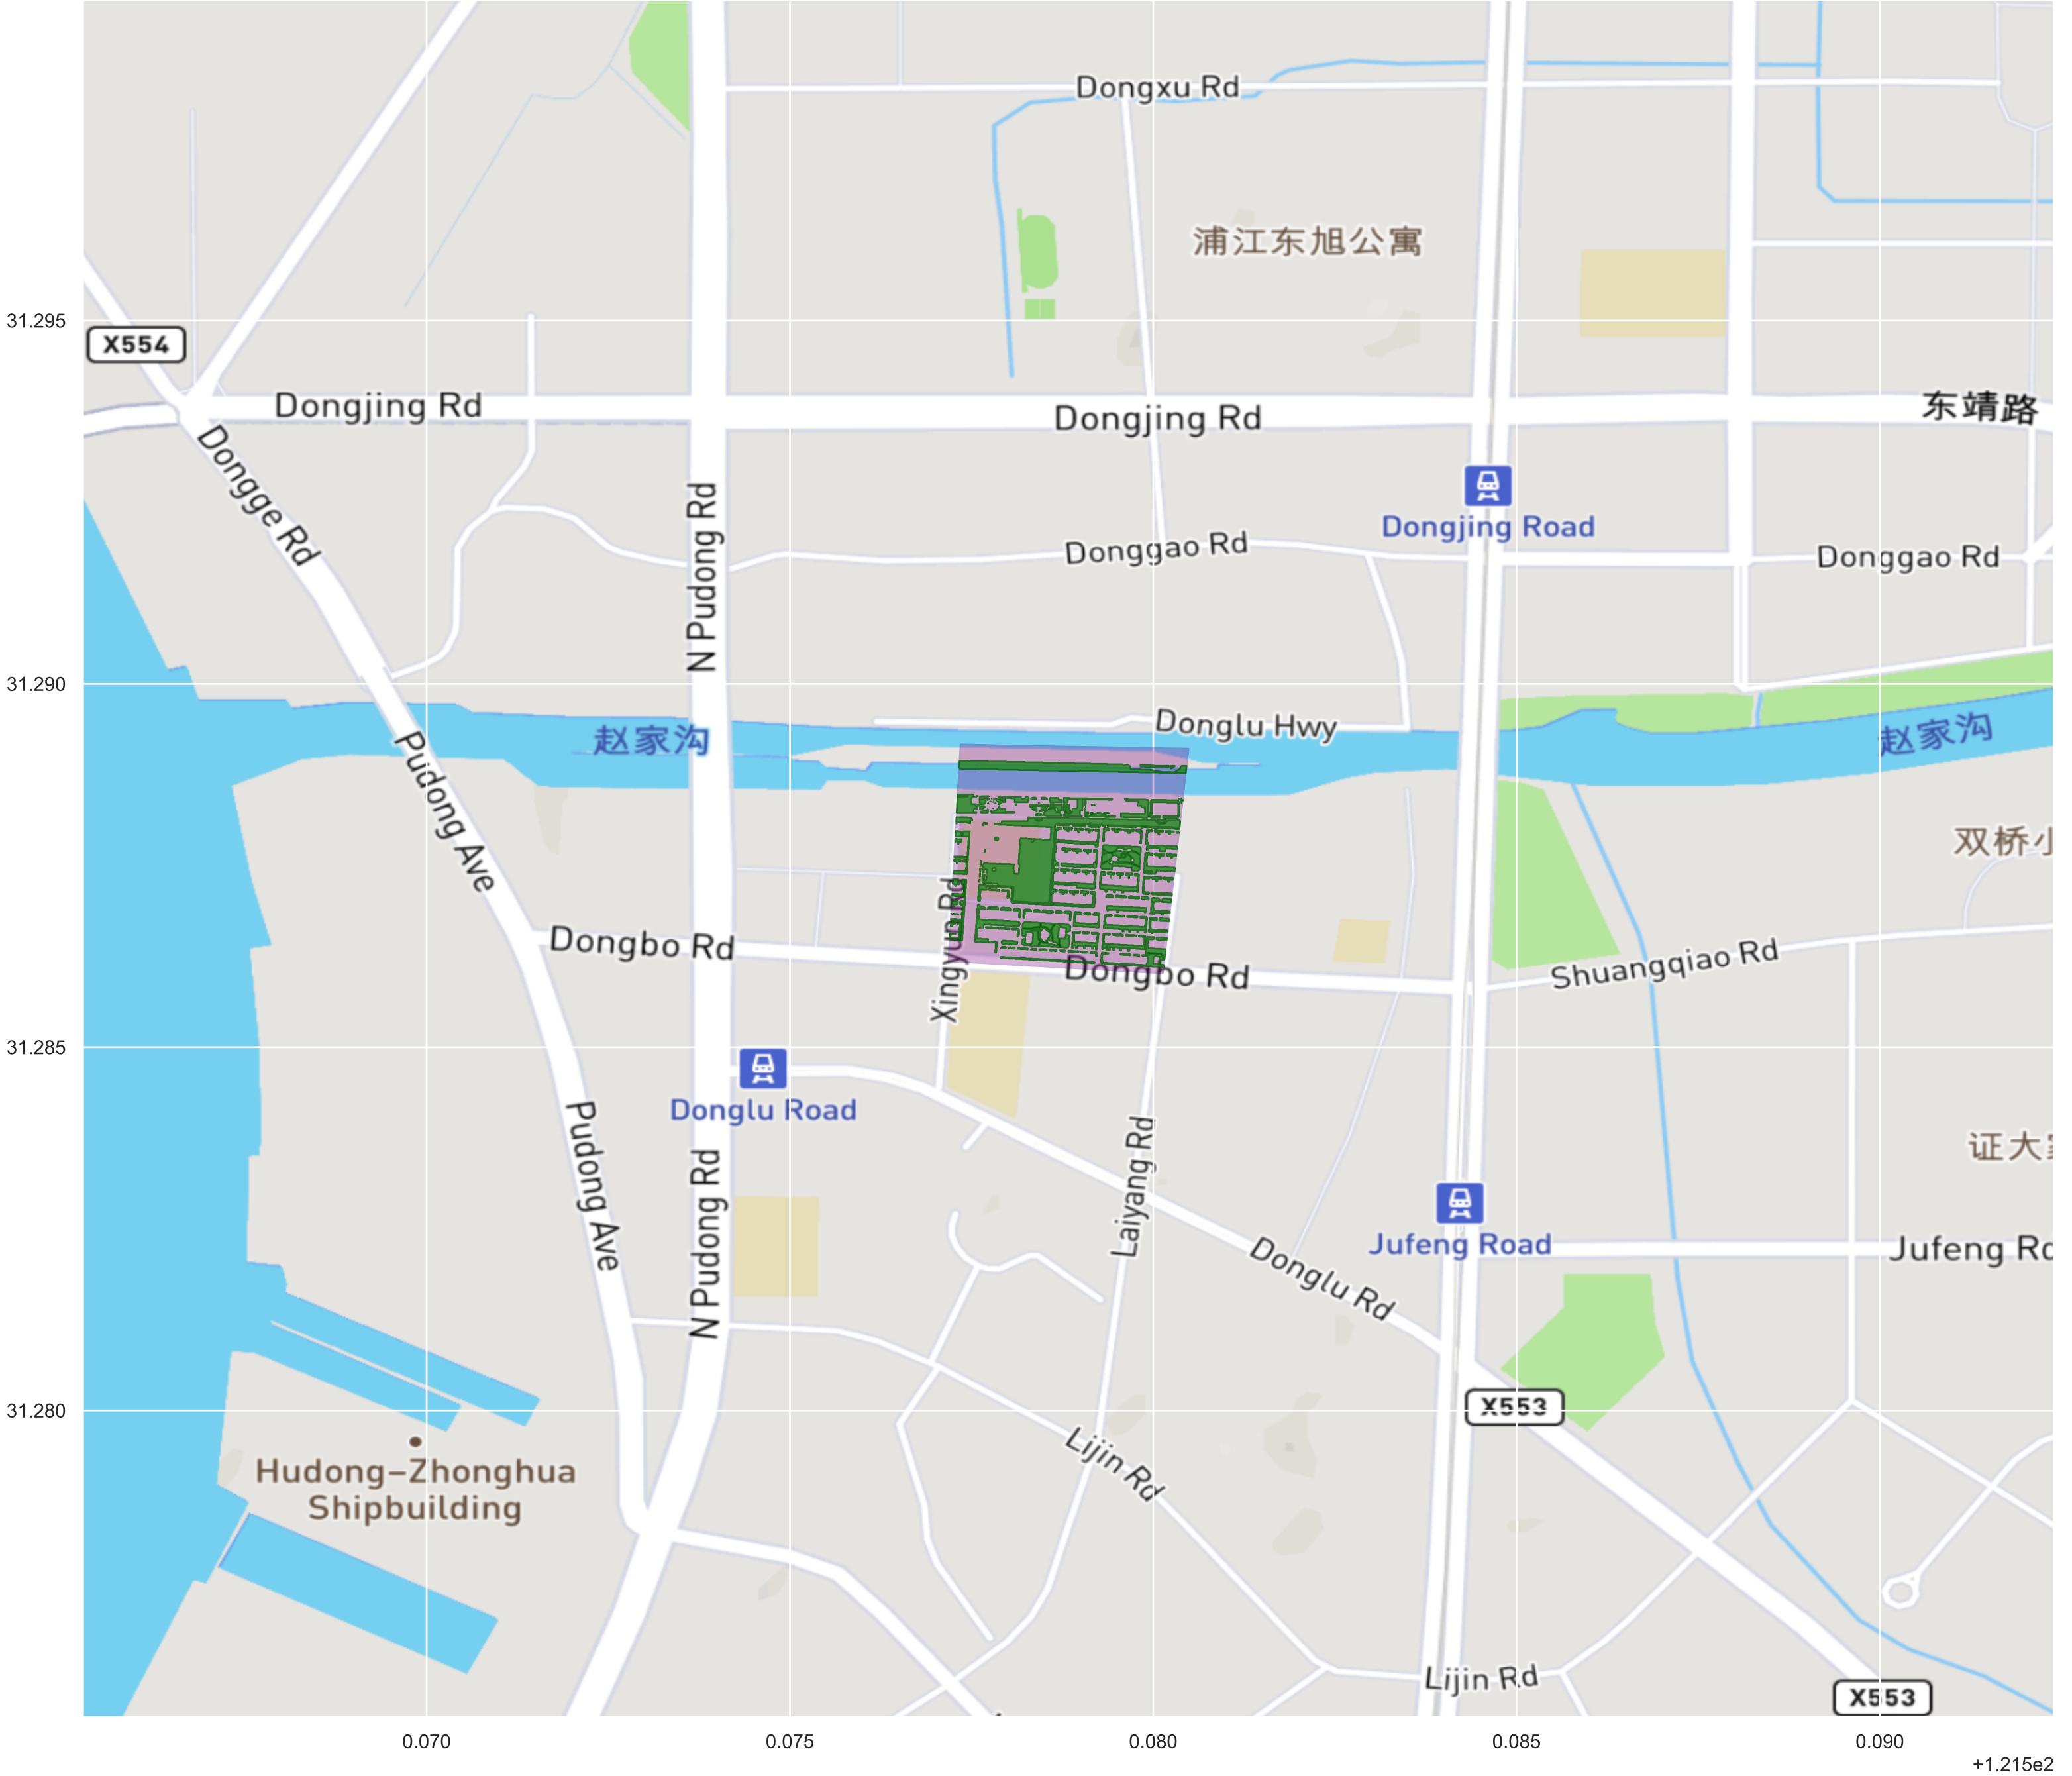 Dongxu Rd
浦江东旭公寓
31.295
X554
Dongjing Rd
Dongjing Rd
东靖路
Dongge Rd
N Pudong Rd
Dongjing Road
Donggao Rd
Donggao Rd
31.290
赵家沟
Donglu Hwy
赵家沟
Pudong Ave
双桥小
Xingyun Rd
Dongbo Rd
Dongbo Rd
Shuangqiao Rd
31.285
Donglu Road
Pudong Ave
N Pudong Rd
Laiyang Rd
证大
Jufeng Road
Jufeng Rd
Donglu Rd
31.280
X553
Lijin Rd
Hudong-Zhonghua
Shipbuilding
Lijin Rd
X553
0.070
0.075
0.080
0.085
0.090
+1.215e2